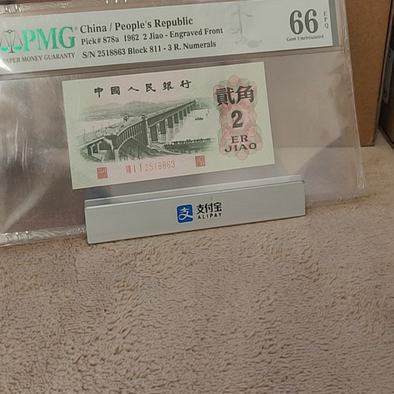 PMG
PAPER MONEY GUARANTY
China / People's Republic
Pick# 878a 1962 2 Jiao - Engraved Front
S/N 2518863 Block 811 - 3 R. Numerals
66 EPQ
Gem Uncirculated
中國人民銀行
貳角
2
ER
JIAO
2518863
支付宝
ALIPAY